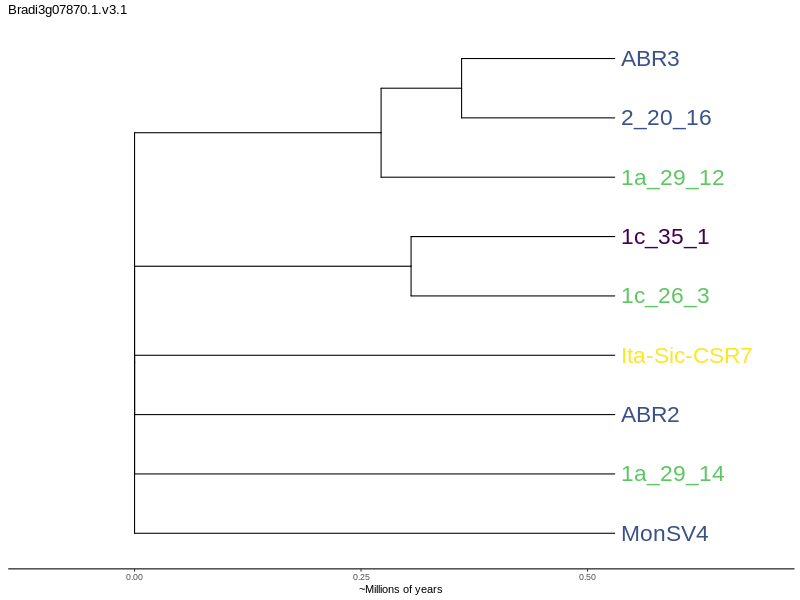 Bradi3g07870.1.v3.1
ABR3
2_20_16
1a_29_12
1c_35_1
1c_26_3
Ita-Sic-CSR7
ABR2
1a_29_14
MonSV4
0.00 0.25 0.50
~Millions of years